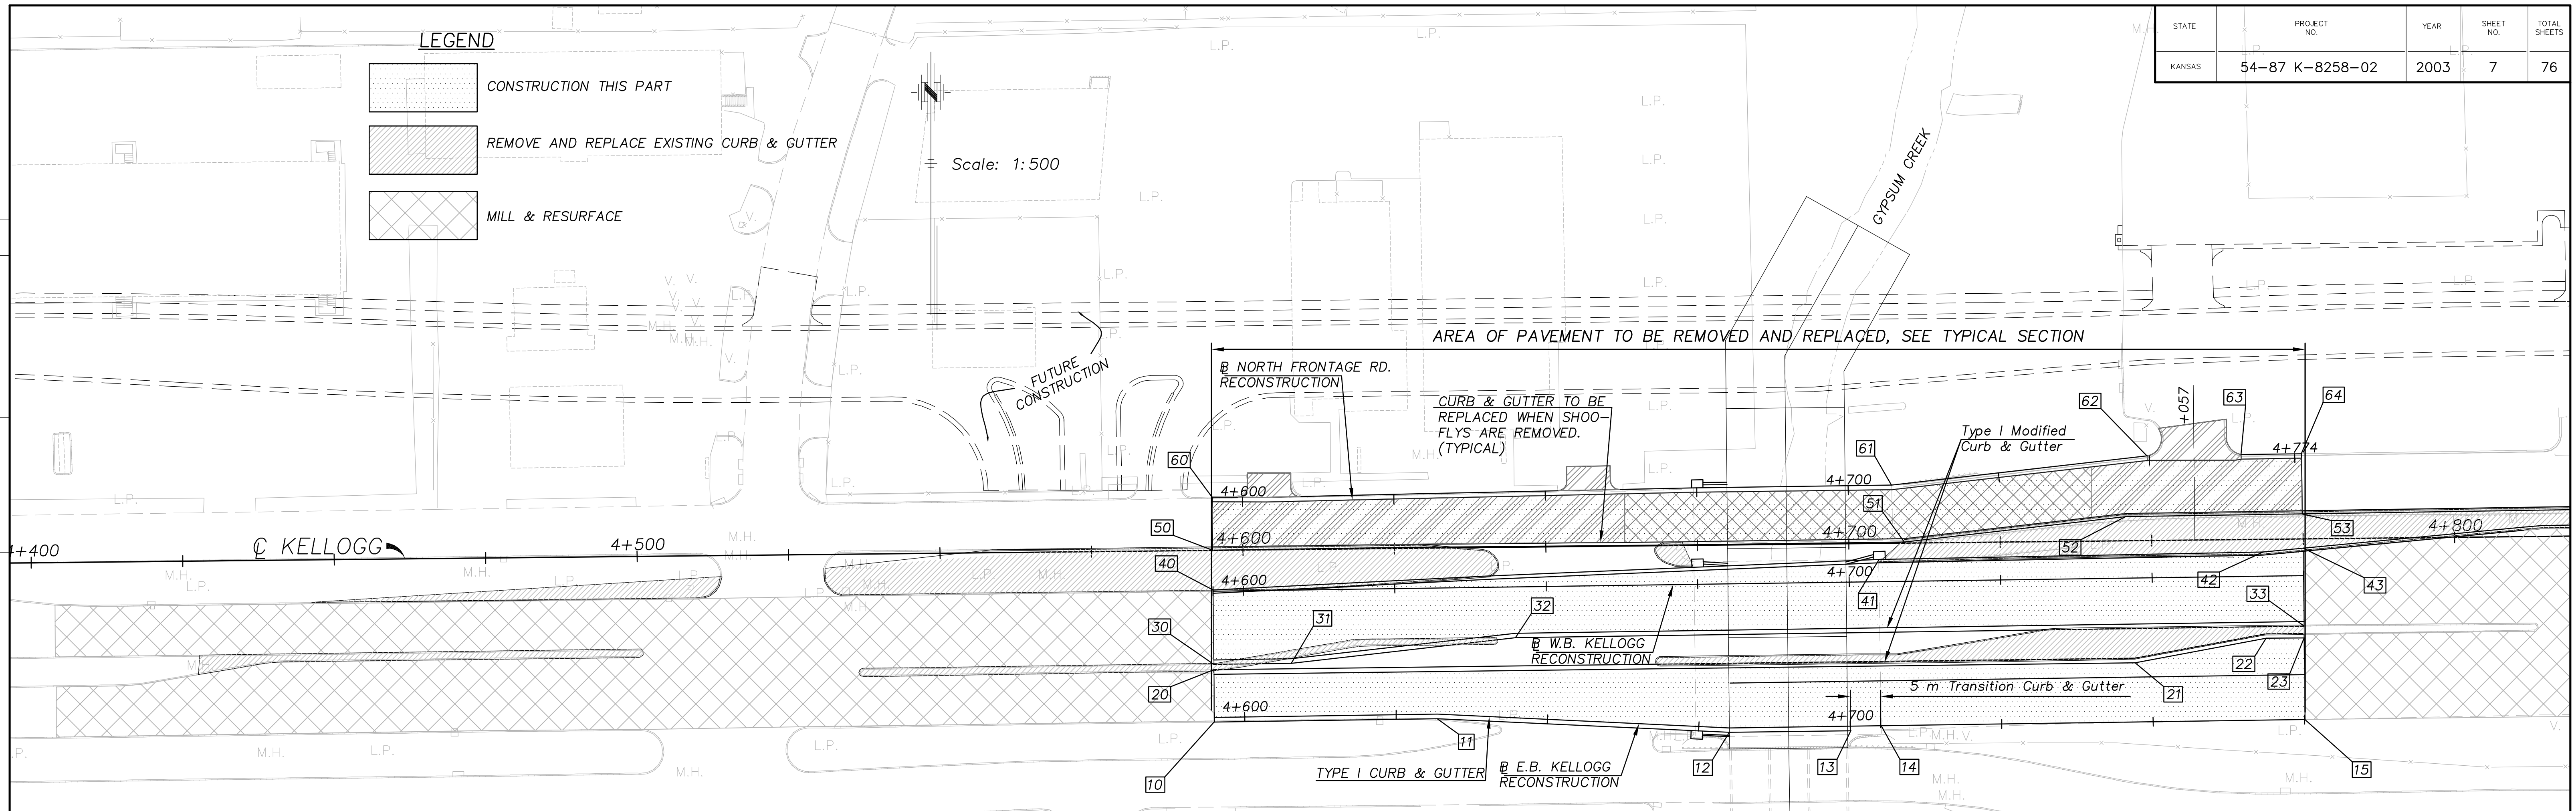 STATE
PROJECT
NO.
YEAR
SHEET
NO.
TOTAL
SHEETS
KANSAS
54-87 K-8258-02
2003
7
76
LEGEND
CONSTRUCTION THIS PART
REMOVE AND REPLACE EXISTING CURB & GUTTER
MILL & RESURFACE
Scale: 1:500
GYPSUM CREEK
AREA OF PAVEMENT TO BE REMOVED AND REPLACED, SEE TYPICAL SECTION
FUTURE
CONSTRUCTION
℄ NORTH FRONTAGE RD.
RECONSTRUCTION
CURB & GUTTER TO BE
REPLACED WHEN SHOO-
FLYS ARE REMOVED.
(TYPICAL)
Type I Modified
Curb & Gutter
+057
60
61
62
63
64
4+774
4+600
4+700
50
51
52
53
4+400
℄ KELLOGG
4+500
4+600
4+700
4+800
40
41
42
43
4+600
4+700
30
31
32
33
℄ W.B. KELLOGG
RECONSTRUCTION
20
21
22
23
5 m Transition Curb & Gutter
4+600
4+700
10
11
12
13
14
15
TYPE I CURB & GUTTER
℄ E.B. KELLOGG
RECONSTRUCTION
L.P.
L.P.
M.H.
L.P.
L.P.
L.P.
L.P.
L.P.
L.P.
V.
V.
V.
V.
V.
V.
L.P.
L.P.
L.P.
L.P.
M.H.
M.H.
L.P.
L.P.
V.
L.P.
L.P.
L.P.
L.P.
L.P.
V.
L.P.
L.P.
M.H.
L.P.
L.P.
L.P.
L.P.
M.H.
M.H.
M.H.
M.H.
M.H.
L.P.
L.P.
L.P.
M.H.
M.H.
L.P.
M.H.
L.P.
L.P.
L.P.
M.H.
P.
M.H.
L.P.
M.H.
L.P.
L.P.
L.P.
M.H.
L.P.
M.H.
V.
L.P.
V.
M.H.
M.H.
M.H.